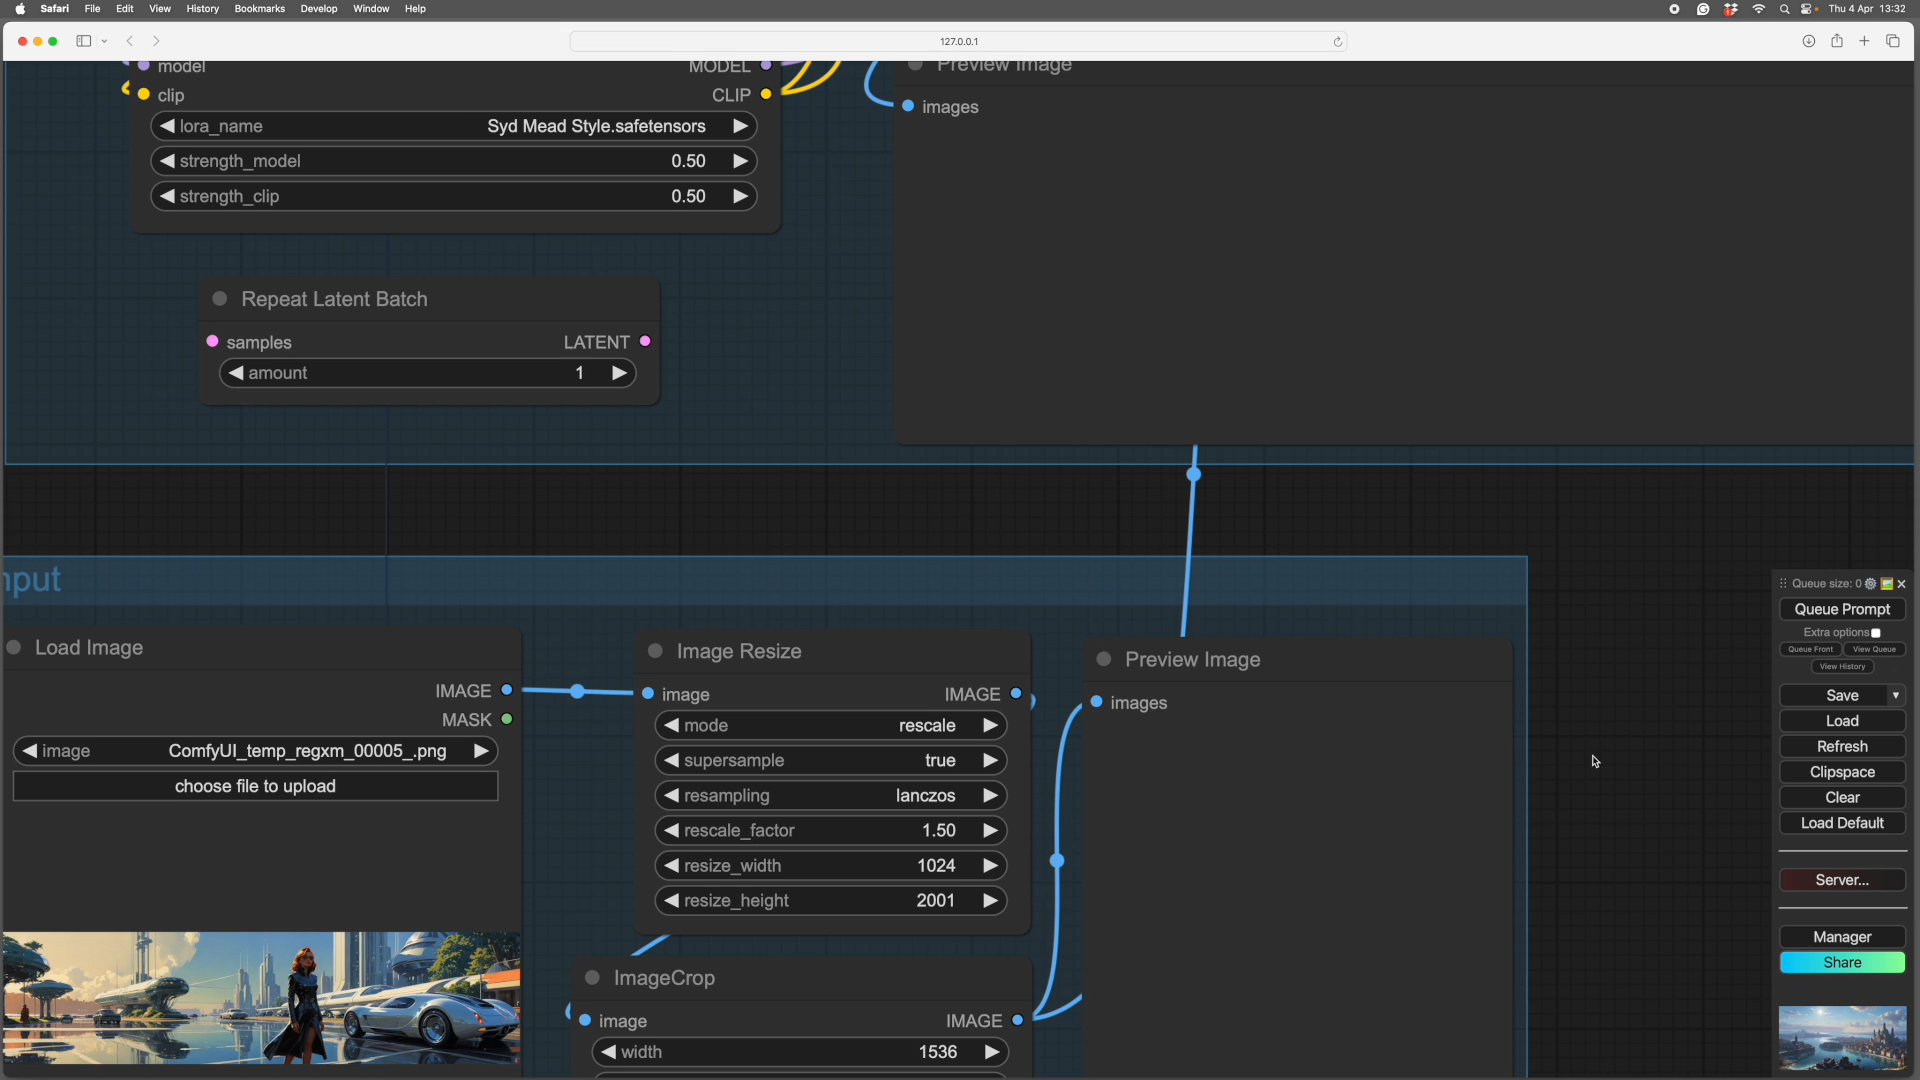 Safari File Edit View History Bookmarks Develop Window Help Thu 4 Apr 13:32
127.0.0.1
model MODEL
clip CLIP
lora_name Syd Mead Style.safetensors
strength_model 0.50
strength_clip 0.50
Preview Image
images
Repeat Latent Batch
samples LATENT
amount 1
nput
Load Image
IMAGE
MASK
image ComfyUI_temp_regxm_00005_.png
choose file to upload
Image Resize
image IMAGE
mode rescale
supersample true
resampling lanczos
rescale_factor 1.50
resize_width 1024
resize_height 2001
ImageCrop
image IMAGE
width 1536
Preview Image
images
Queue size: 0
Queue Prompt
Extra options
Queue Front View Queue
View History
Save
Load
Refresh
Clipspace
Clear
Load Default
Server...
Manager
Share